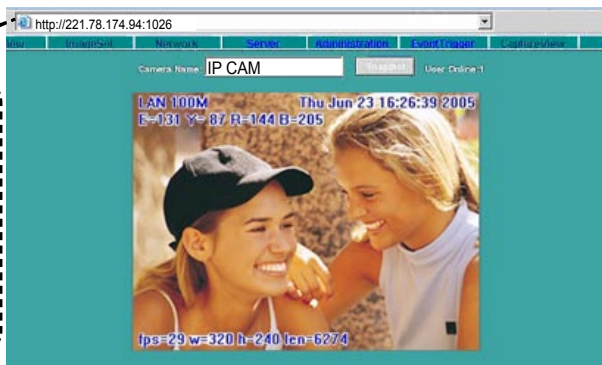 http://221.78.174.94:1026
iew ImageSet Network Server Administration EventTrigger CaptureView
Camera Name: IP CAM Snapshot User Online:1
LAN 100M Thu Jun 23 16:26:39 2005
E=131 Y= 87 R=144 B=205
fps=29 w=320 h=240 len=6274